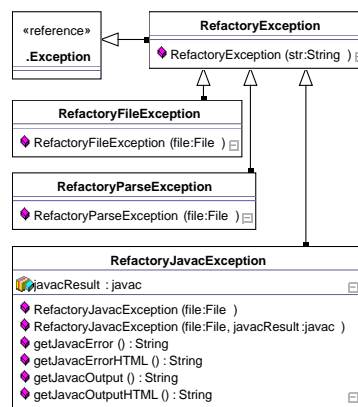 «reference»
.Exception
RefactoryException
RefactoryException (str:String )
RefactoryFileException
RefactoryFileException (file:File )
RefactoryParseException
RefactoryParseException (file:File )
RefactoryJavacException
javacResult : javac
RefactoryJavacException (file:File )
RefactoryJavacException (file:File, javacResult:javac )
getJavacError () : String
getJavacErrorHTML () : String
getJavacOutput () : String
getJavacOutputHTML () : String